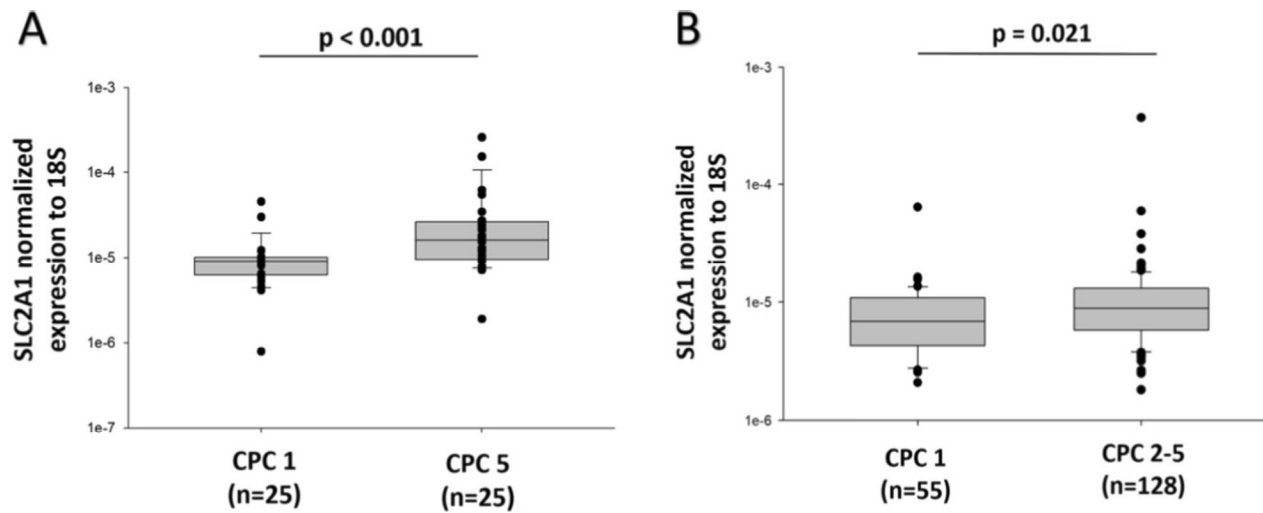 A
p < 0.001
SLC2A1 normalized
expression to 18S
1e-3
1e-4
1e-5
1e-6
1e-7
CPC 1
(n=25)
CPC 5
(n=25)
B
p = 0.021
SLC2A1 normalized
expression to 18S
1e-3
1e-4
1e-5
1e-6
CPC 1
(n=55)
CPC 2-5
(n=128)